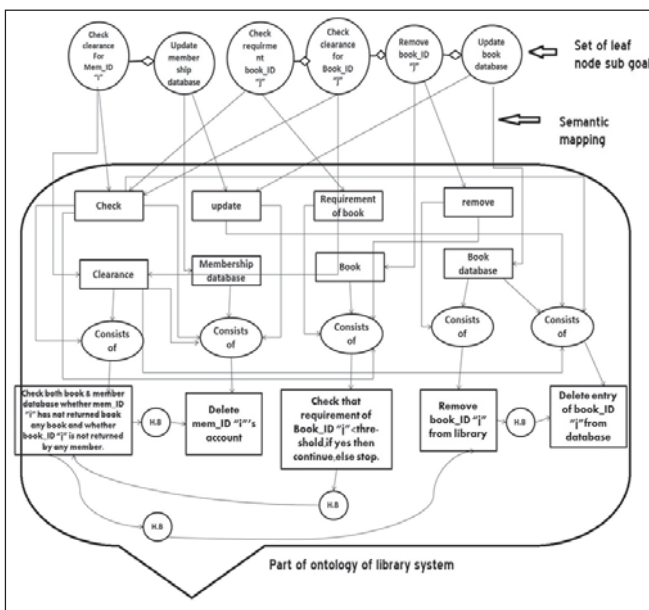 Check
clearance
For
Mem_ID
"i"
Update
member
ship
database
Check
requirme
nt
book_ID
"j"
Check
clearance
for
Book_ID
"j"
Remove
book_ID
"j"
Update
book
database
Set of leaf
node sub goal
Semantic
mapping
Check
update
Requirement
of book
remove
Clearance
Membership
database
Book
Book
database
Consists
of
Consists
of
Consists
of
Consists
of
Consists
of
Check both book & member
database whether mem_ID
"i" has not returned book
any book and whether
book_ID "j" is not returned
by any member.
H.B
Delete
mem_ID "i"'s
account
Check that
requirement of
Book_ID "j"<thre-
shold,if yes then
continue,else stop.
Remove
book_ID "j"
from library
H.B
Delete entry
of book_ID
"j"from
database
H.B
H.B
Part of ontology of library system